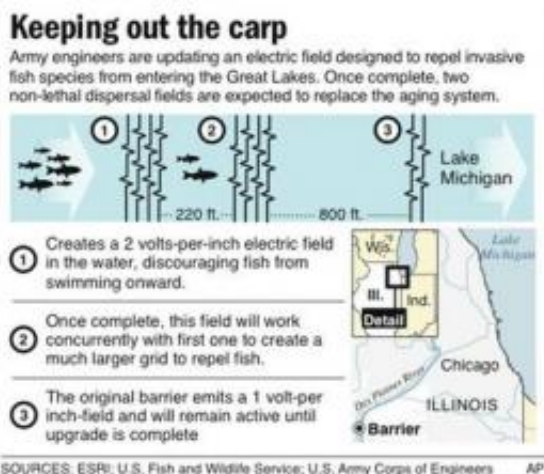 Keeping out the carp
Army engineers are updating an electric field designed to repel invasive
fish species from entering the Great Lakes. Once complete, two
non-lethal dispersal fields are expected to replace the aging system.
1
2
3
Lake
Michigan
220 ft.
800 ft.
1
Creates a 2 volts-per-inch electric field
in the water, discouraging fish from
swimming onward.
2
Once complete, this field will work
concurrently with first one to create a
much larger grid to repel fish.
3
The original barrier emits a 1 volt-per
inch-field and will remain active until
upgrade is complete
Wis.
Ill.
Ind.
Detail
Lake
Michigan
Chicago
Des Plaines River
ILLINOIS
Barrier
SOURCES: ESRI; U.S. Fish and Wildlife Service; U.S. Army Corps of Engineers
AP